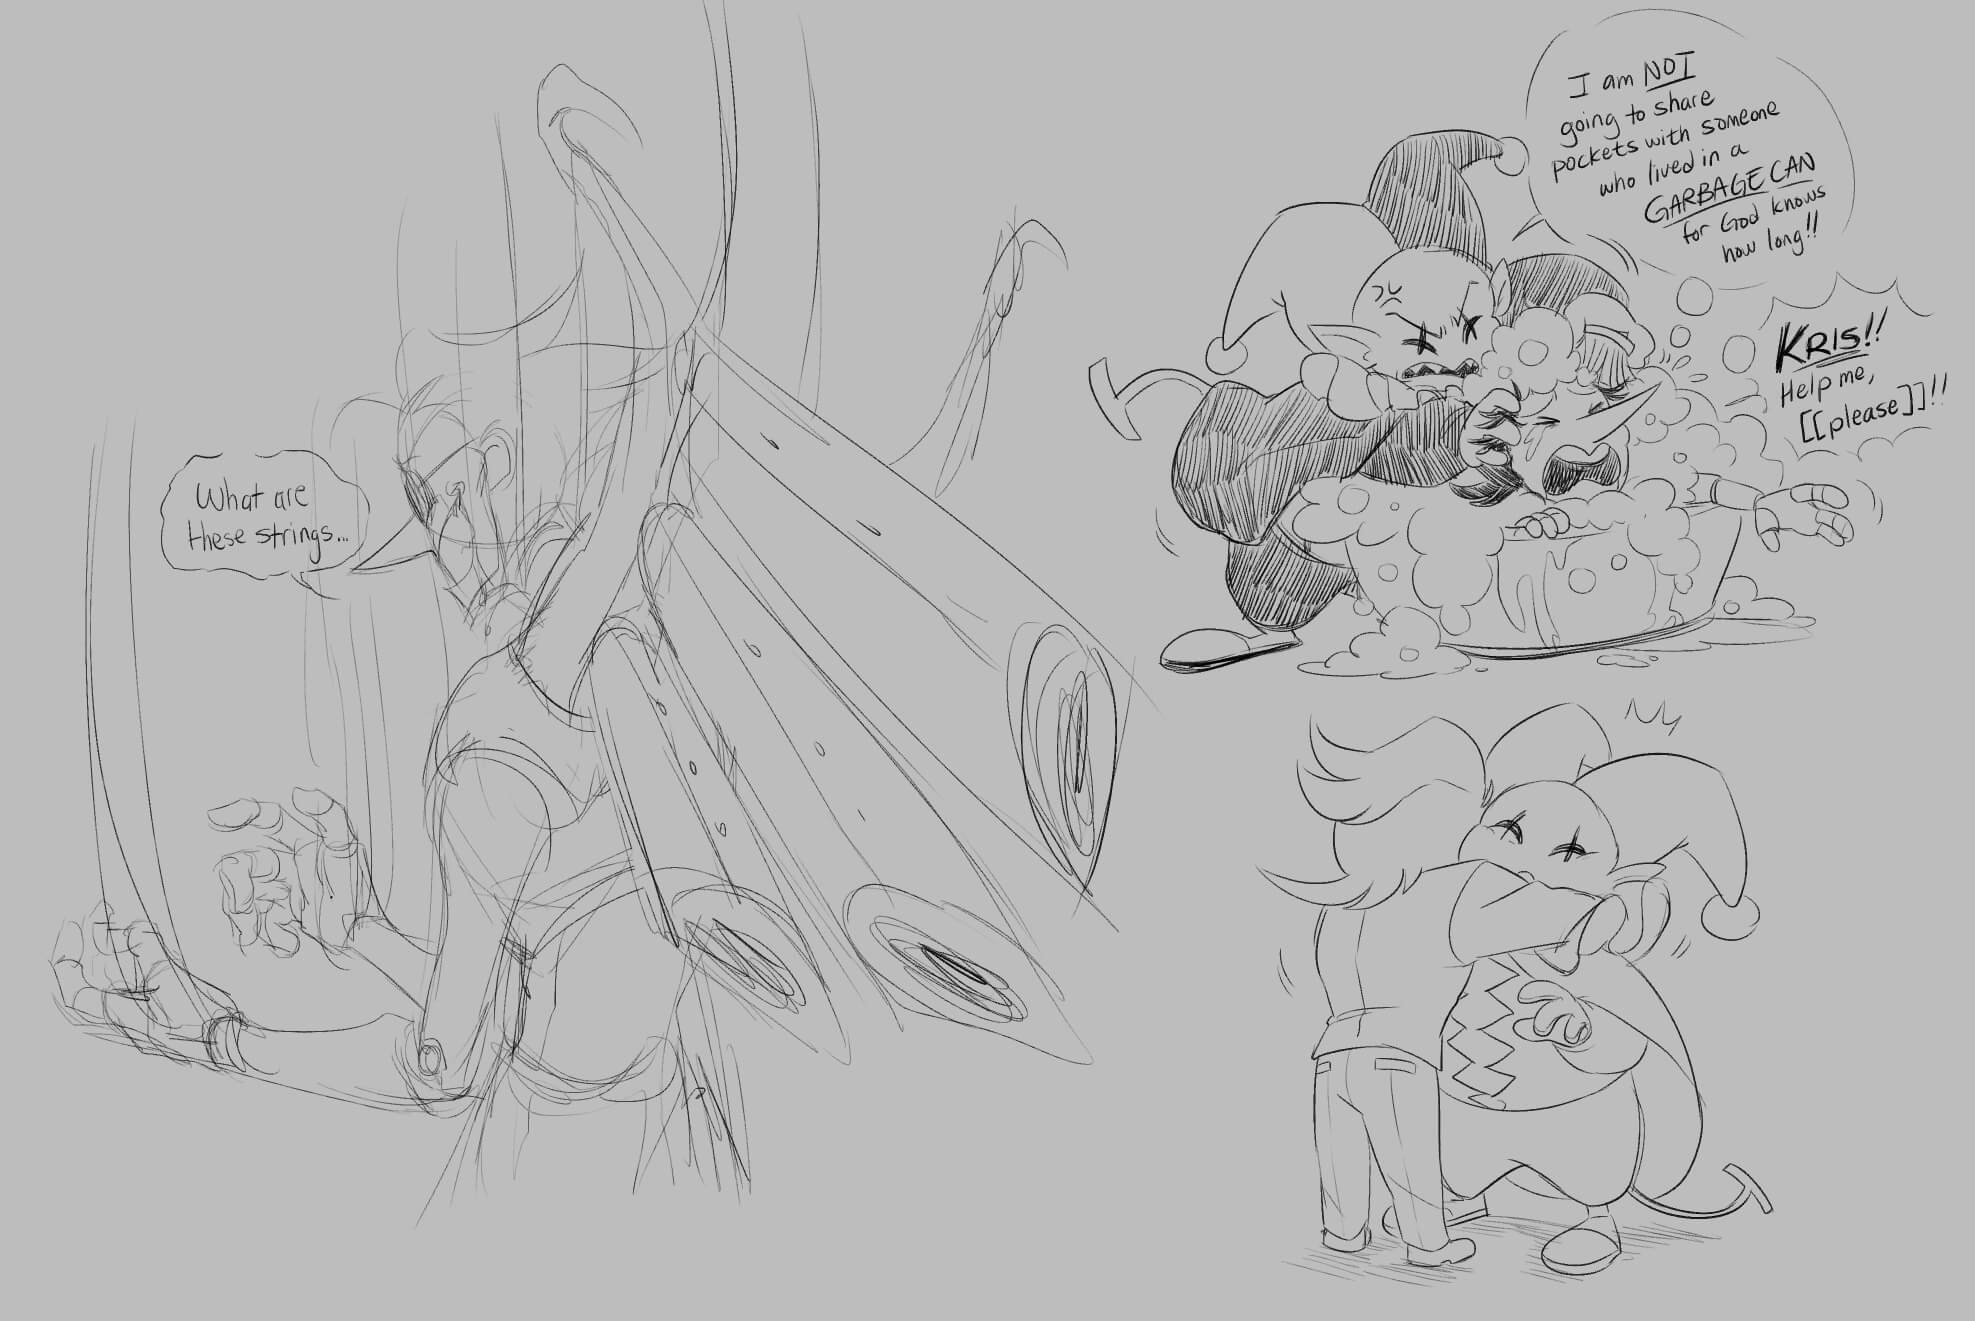 What are
these strings...
I am NOT
going to share
pockets with someone
who lived in a
GARBAGE CAN
for God knows
how long!!
KRIS!!
Help me,
[[please]]!!